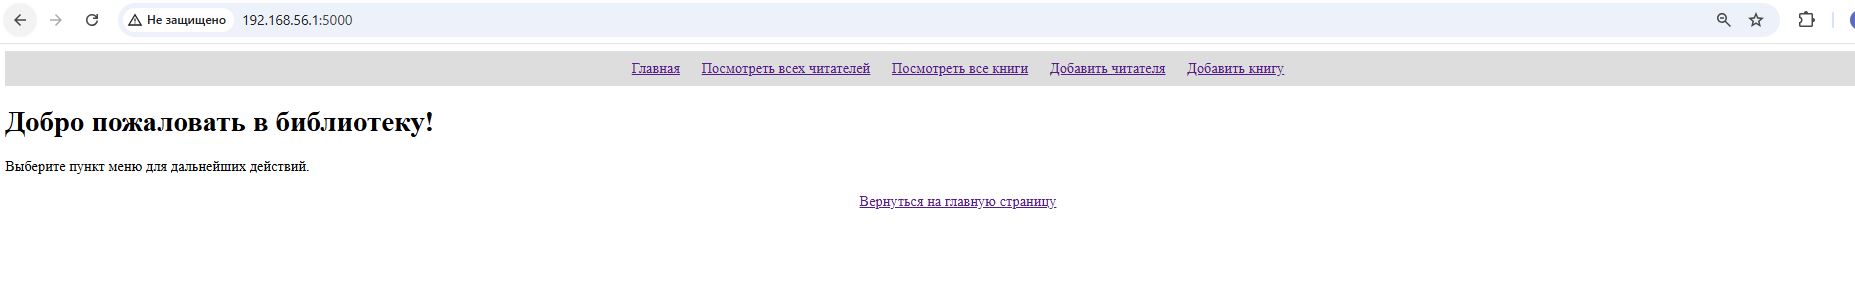 Не защищено 192.168.56.1:5000
Главная Посмотреть всех читателей Посмотреть все книги Добавить читателя Добавить книгу
Добро пожаловать в библиотеку!
Выберите пункт меню для дальнейших действий.
Вернуться на главную страницу